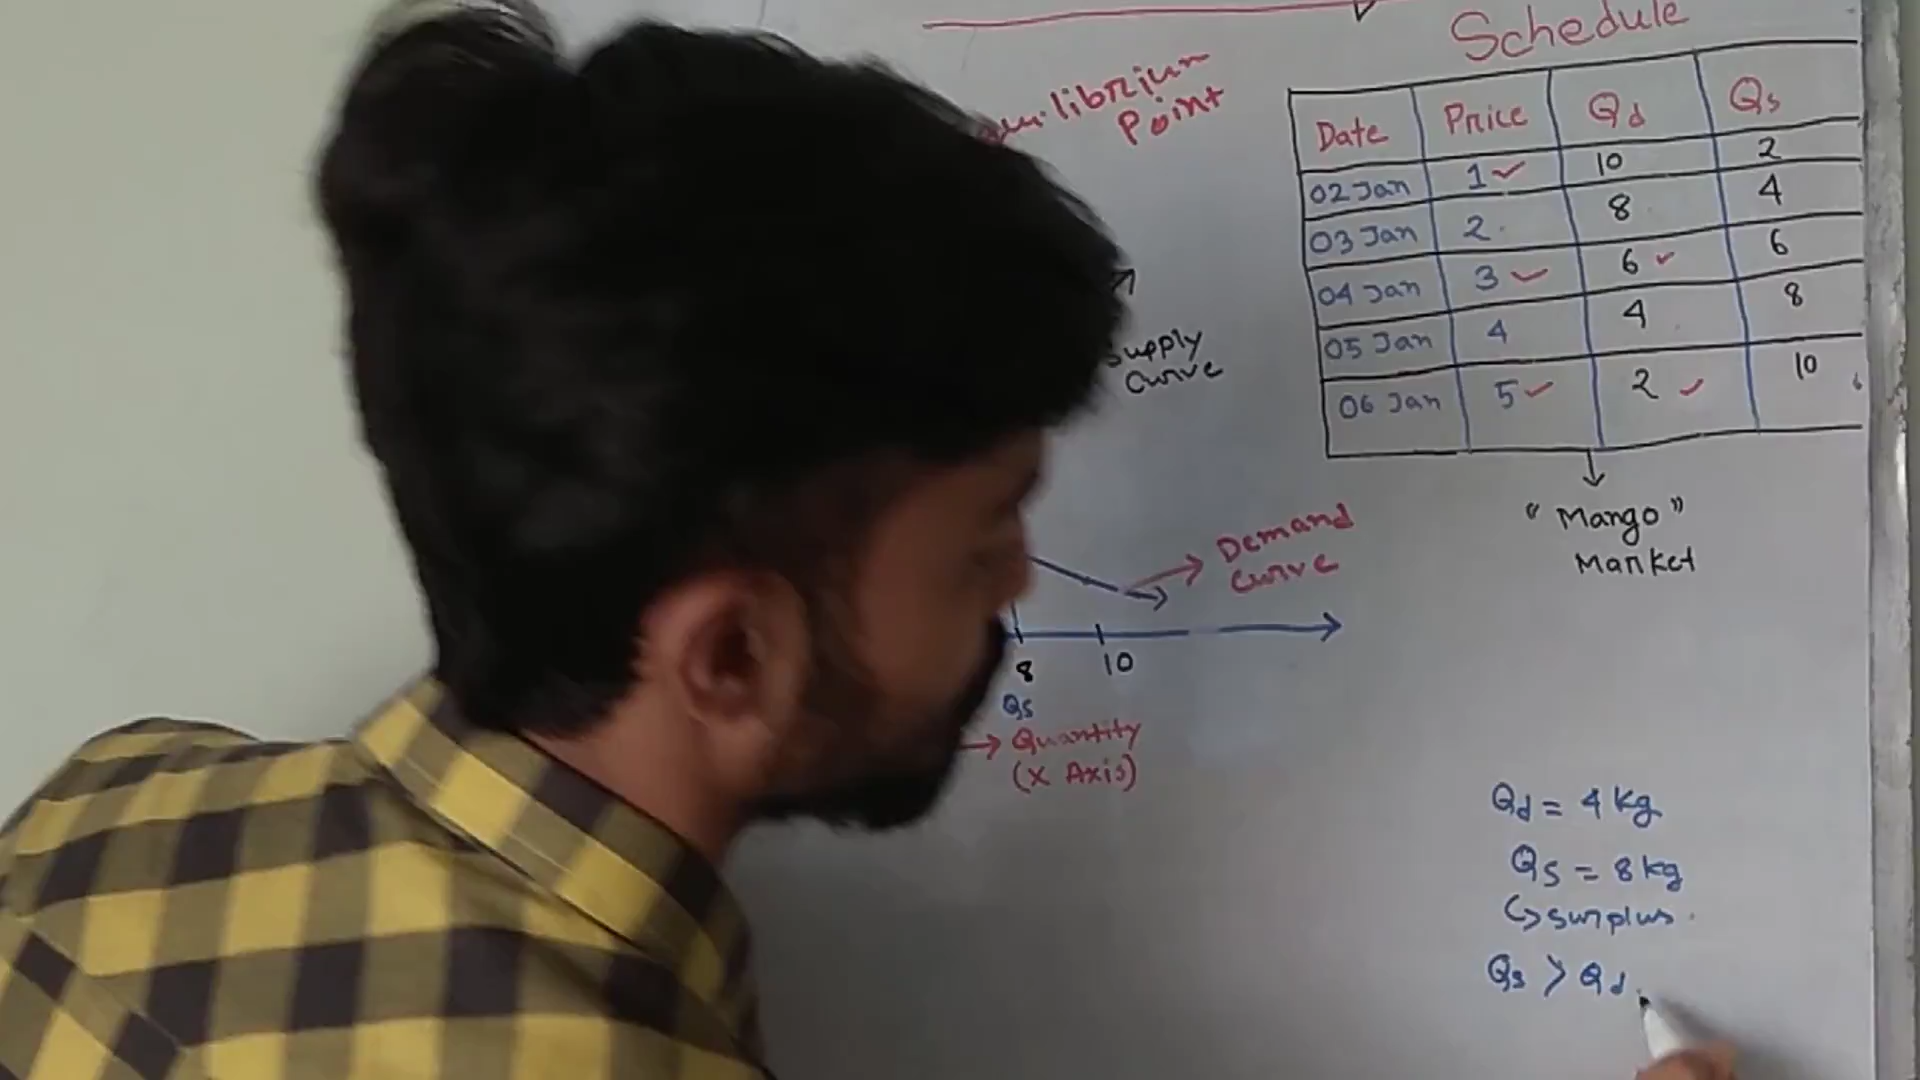 Schedule
Point
Date Price Qd Qs
02 Jan 1 10 2
03 Jan 2 8 4
04 Jan 3 6 6
05 Jan 4 4 8
06 Jan 5 2 10
supply
curve
"Mango"
Market
Demand
curve
8 10
Qs
Quantity
(X Axis)
Qd = 4 kg
Qs = 8 kg
surplus
Qs > Qd